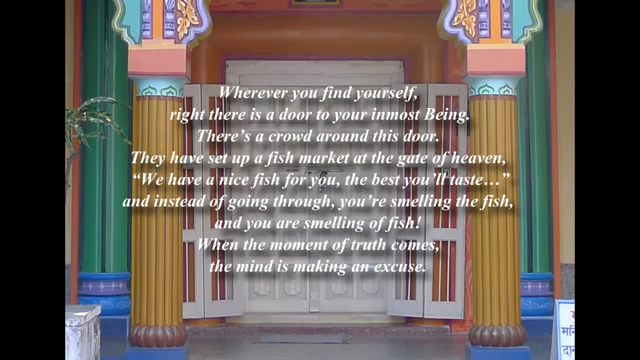 Wherever you find yourself,
right there is a door to your inmost Being.
There’s a crowd around this door.
They have set up a fish market at the gate of heaven,
“We have a nice fish for you, the best you’ll taste…”
and instead of going through, you’re smelling the fish,
and you are smelling of fish!
When the moment of truth comes,
the mind is making an excuse.